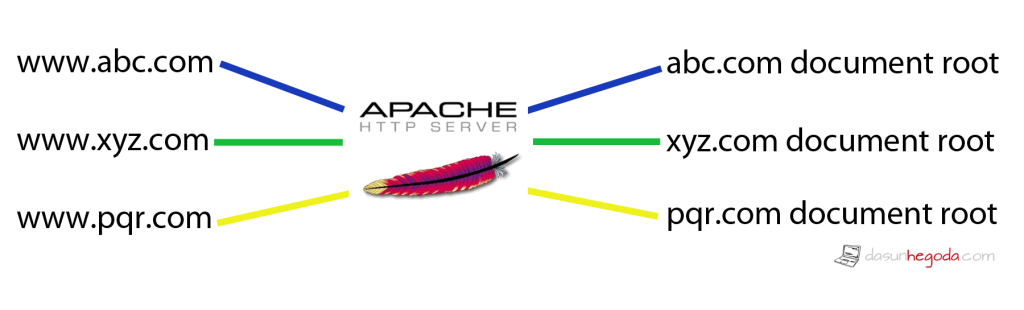 www.abc.com
abc.com document root
APACHE
HTTP SERVER
www.xyz.com
xyz.com document root
www.pqr.com
pqr.com document root
dasunhegoda.com